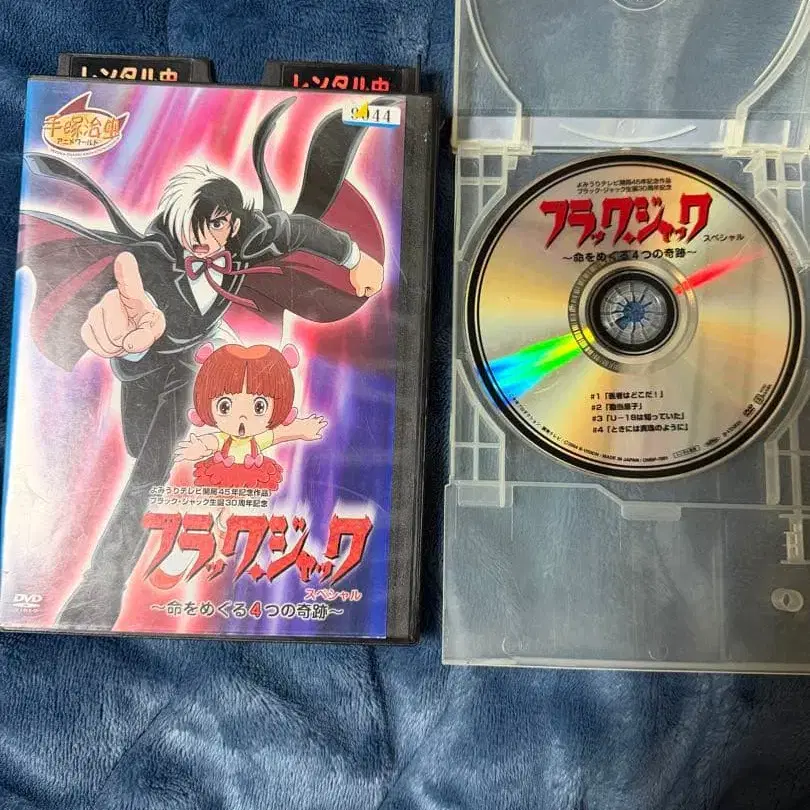 レンタル中
レンタル中
9044
手塚治虫
アニメワールド
よみうりテレビ開局45年記念作品
ブラック・ジャック生誕30周年記念
ブラック・ジャック
スペシャル
～命をめぐる4つの奇跡～
DVD
よみうりテレビ開局45年記念作品
ブラック・ジャック生誕30周年記念
ブラック・ジャック
スペシャル
～命をめぐる4つの奇跡～
#1「医者はどこだ！」
#2「勘当息子」
#3「U-18は知っていた」
#4「ときには真珠のように」